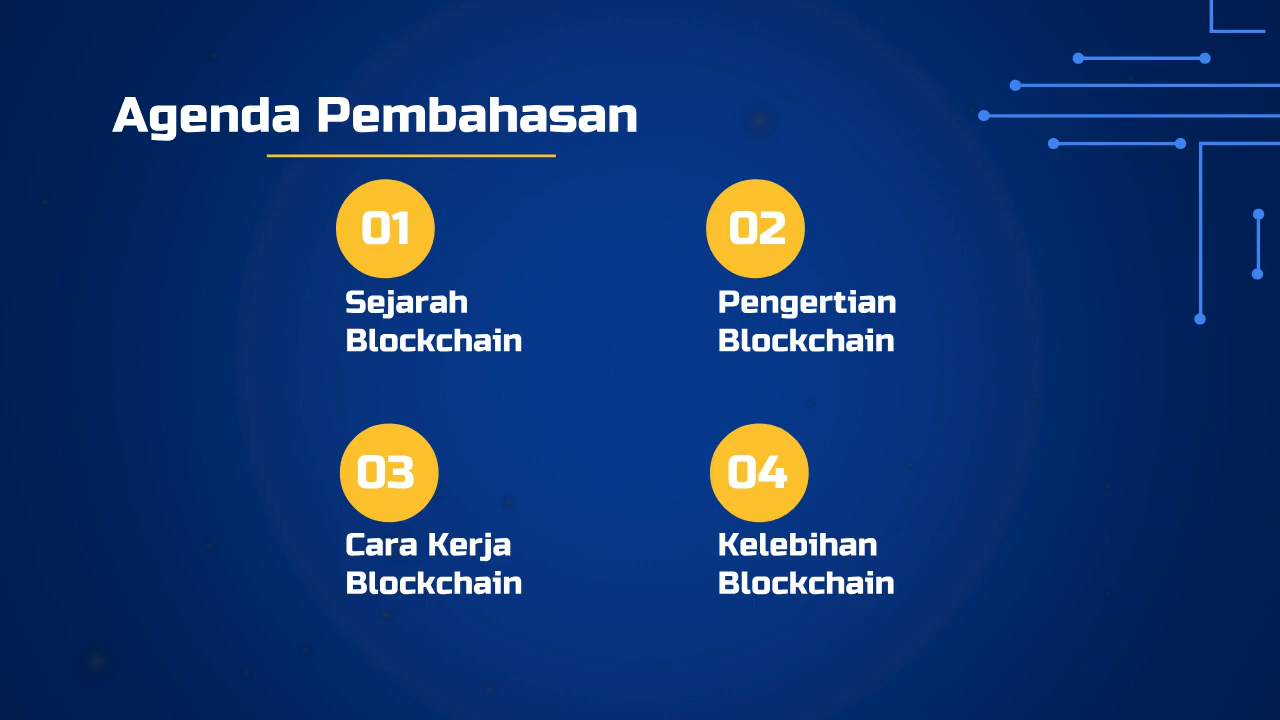 Agenda Pembahasan
01
Sejarah
Blockchain
02
Pengertian
Blockchain
03
Cara Kerja
Blockchain
04
Kelebihan
Blockchain